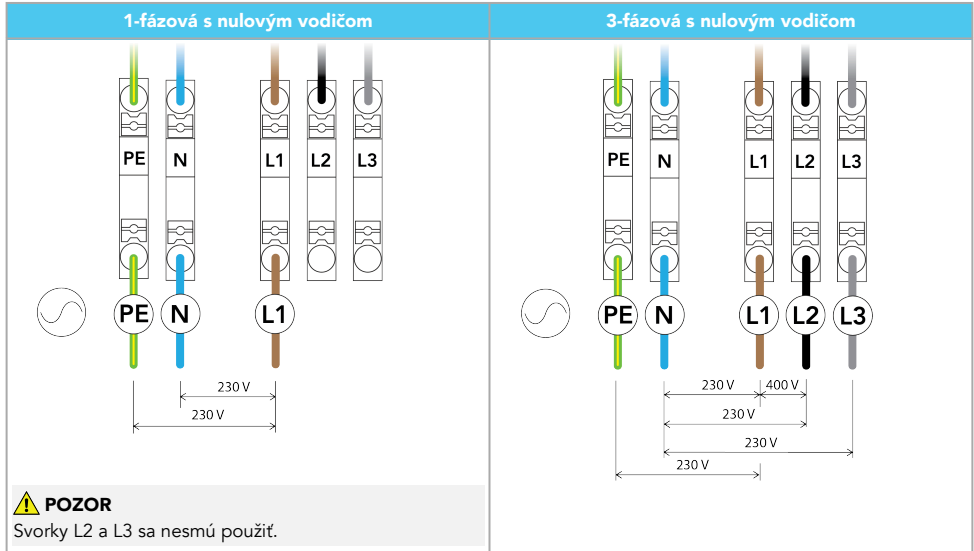 1-fázová s nulovým vodičom
PE N L1 L2 L3
PE N L1
230 V
230 V
POZOR
Svorky L2 a L3 sa nesmú použiť.
3-fázová s nulovým vodičom
PE N L1 L2 L3
PE N L1 L2 L3
230 V 400 V
230 V
230 V
230 V